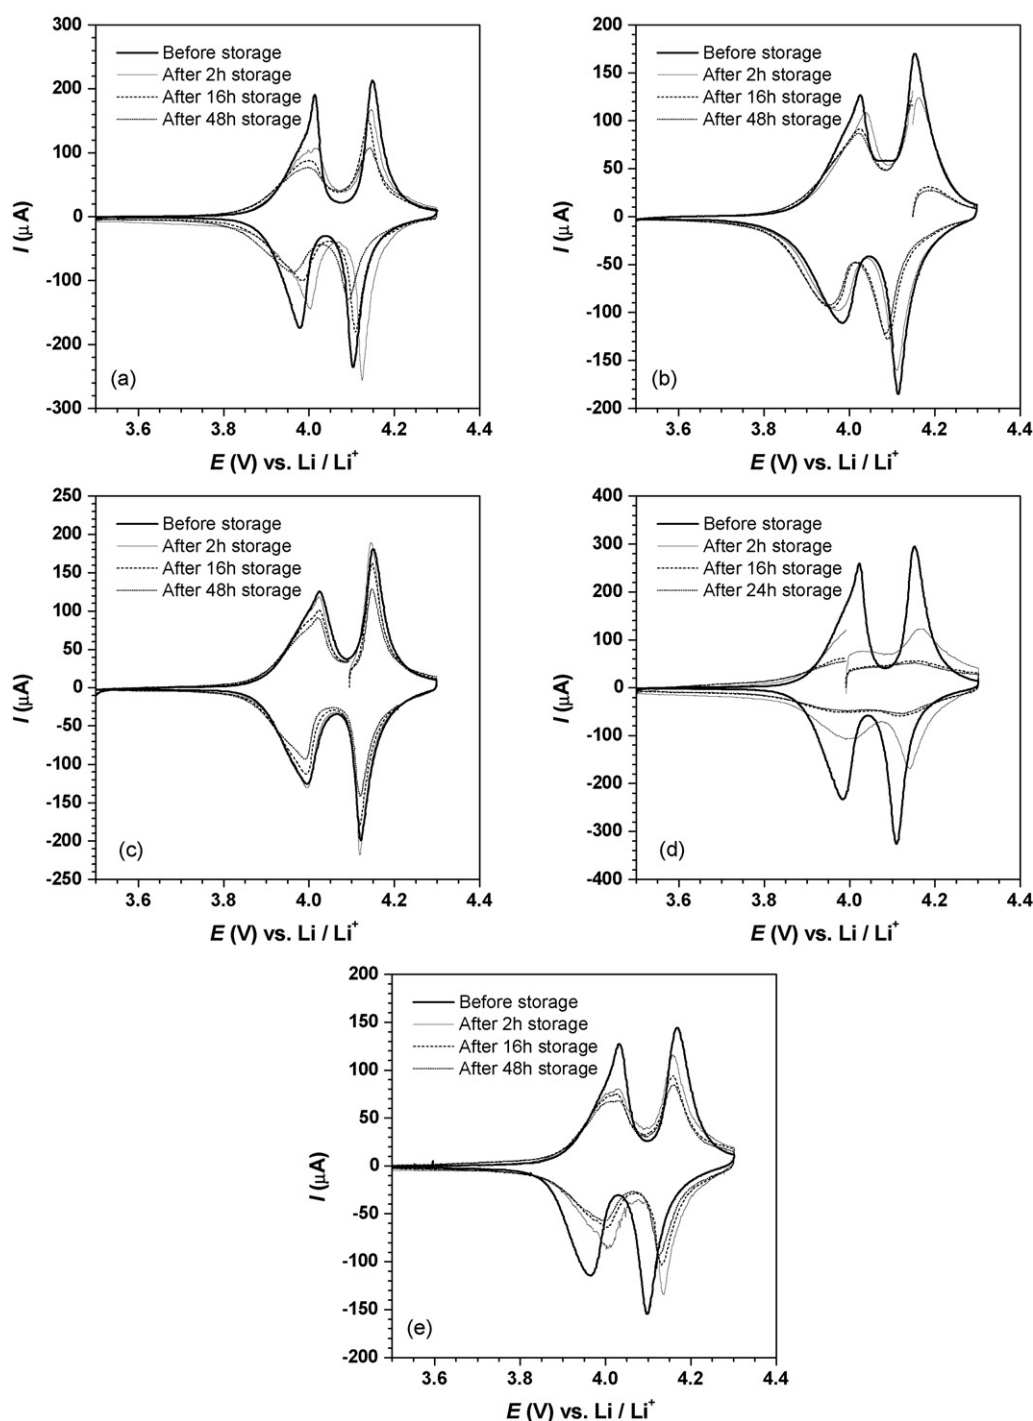 300
200
100
0
-100
-200
-300
I (μA)
Before storage
After 2h storage
After 16h storage
After 48h storage
(a)
3.6 3.8 4.0 4.2 4.4
E (V) vs. Li / Li⁺
200
150
100
50
0
-50
-100
-150
-200
I (μA)
Before storage
After 2h storage
After 16h storage
After 48h storage
(b)
3.6 3.8 4.0 4.2 4.4
E (V) vs. Li / Li⁺
250
200
150
100
50
0
-50
-100
-150
-200
-250
I (μA)
Before storage
After 2h storage
After 16h storage
After 48h storage
(c)
3.6 3.8 4.0 4.2 4.4
E (V) vs. Li / Li⁺
400
300
200
100
0
-100
-200
-300
-400
I (μA)
Before storage
After 2h storage
After 16h storage
After 24h storage
(d)
3.6 3.8 4.0 4.2 4.4
E (V) vs. Li / Li⁺
200
150
100
50
0
-50
-100
-150
-200
I (μA)
Before storage
After 2h storage
After 16h storage
After 48h storage
(e)
3.6 3.8 4.0 4.2 4.4
E (V) vs. Li / Li⁺